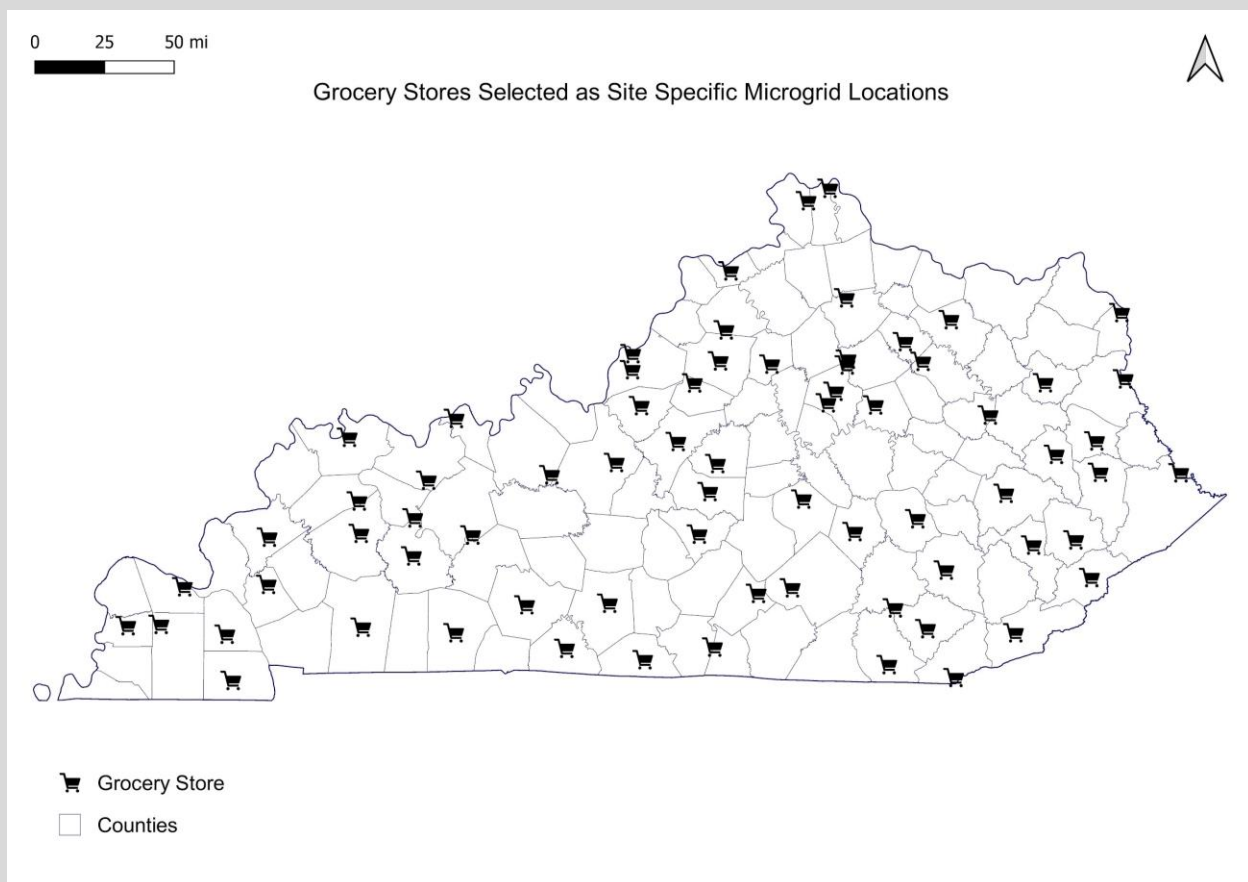 0 25 50 mi
Grocery Stores Selected as Site Specific Microgrid Locations
Grocery Store
Counties